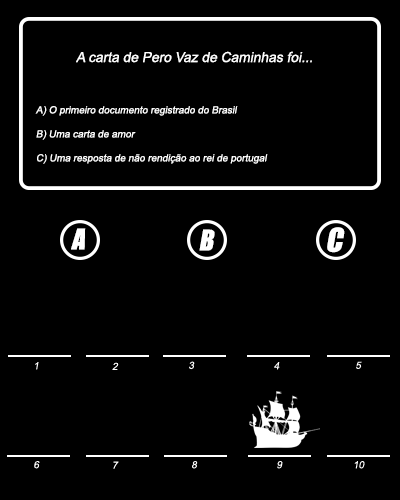 A carta de Pero Vaz de Caminhas foi...
A) O primeiro documento registrado do Brasil
B) Uma carta de amor
C) Uma resposta de não rendição ao rei de portugal
A B C
1 2 3 4 5
6 7 8 9 10